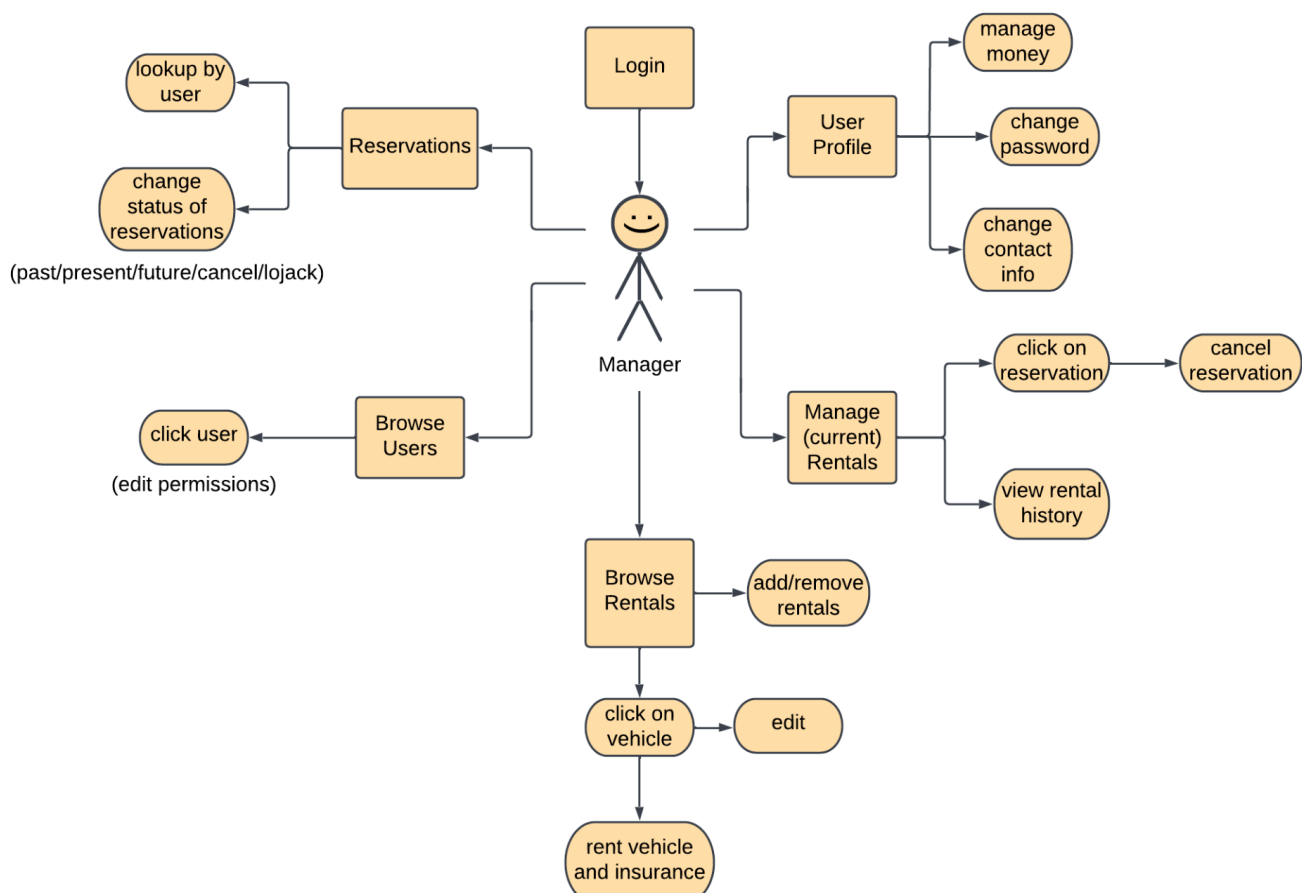 Login
manage
money
lookup by
user
User
Profile
change
password
Reservations
change
status of
reservations
(past/present/future/cancel/lojack)
change
contact
info
Manager
click on
reservation
cancel
reservation
Browse
Users
click user
(edit permissions)
Manage
(current)
Rentals
view rental
history
Browse
Rentals
add/remove
rentals
click on
vehicle
edit
rent vehicle
and insurance